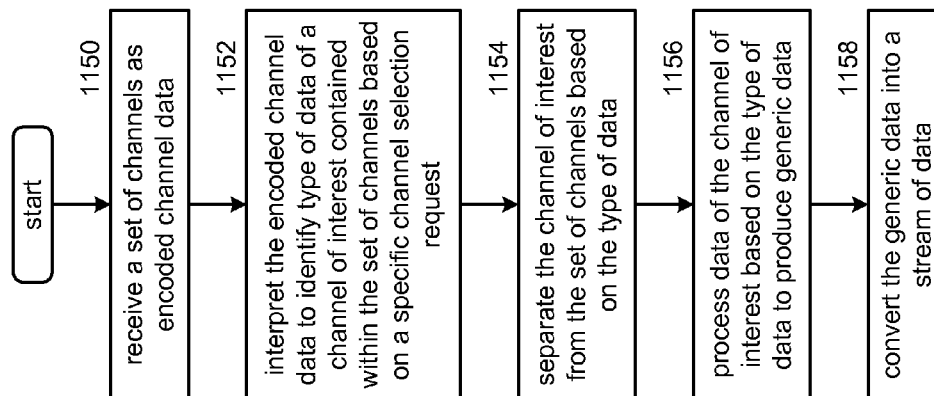 start
1150
receive a set of channels as
encoded channel data
1152
interpret the encoded channel
data to identify type of data of a
channel of interest contained
within the set of channels based
on a specific channel selection
request
1154
separate the channel of interest
from the set of channels based
on the type of data
1156
process data of the channel of
interest based on the type of
data to produce generic data
1158
convert the generic data into a
stream of data